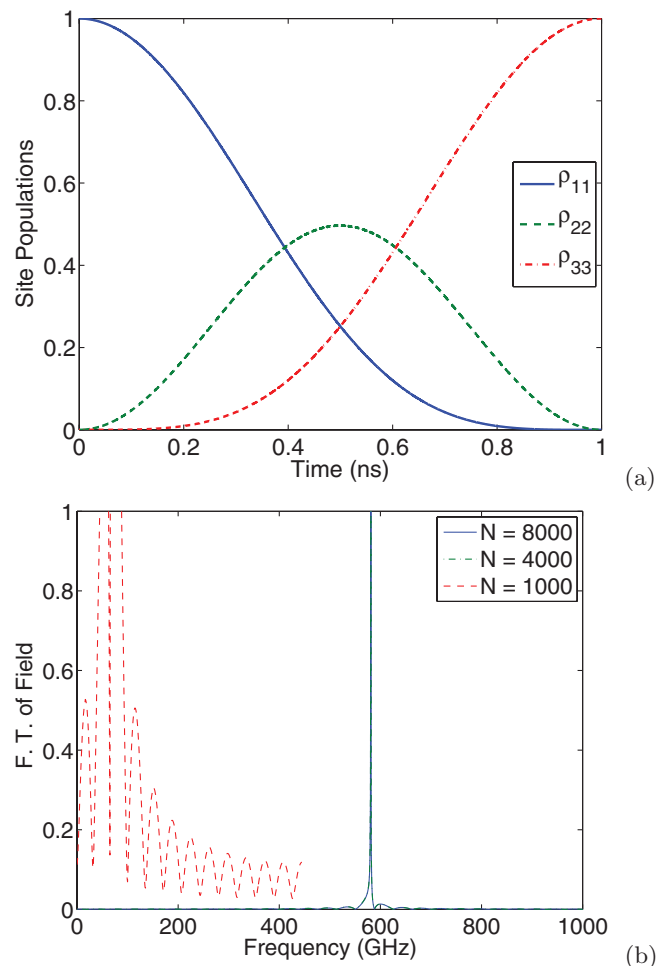 1
0.8
0.6
0.4
0.2
0
Site Populations
ρ11
ρ22
ρ33
0 0.2 0.4 0.6 0.8 1
Time (ns)
(a)
1
0.8
0.6
0.4
0.2
0
F. T. of Field
N = 8000
N = 4000
N = 1000
0 200 400 600 800 1000
Frequency (GHz)
(b)